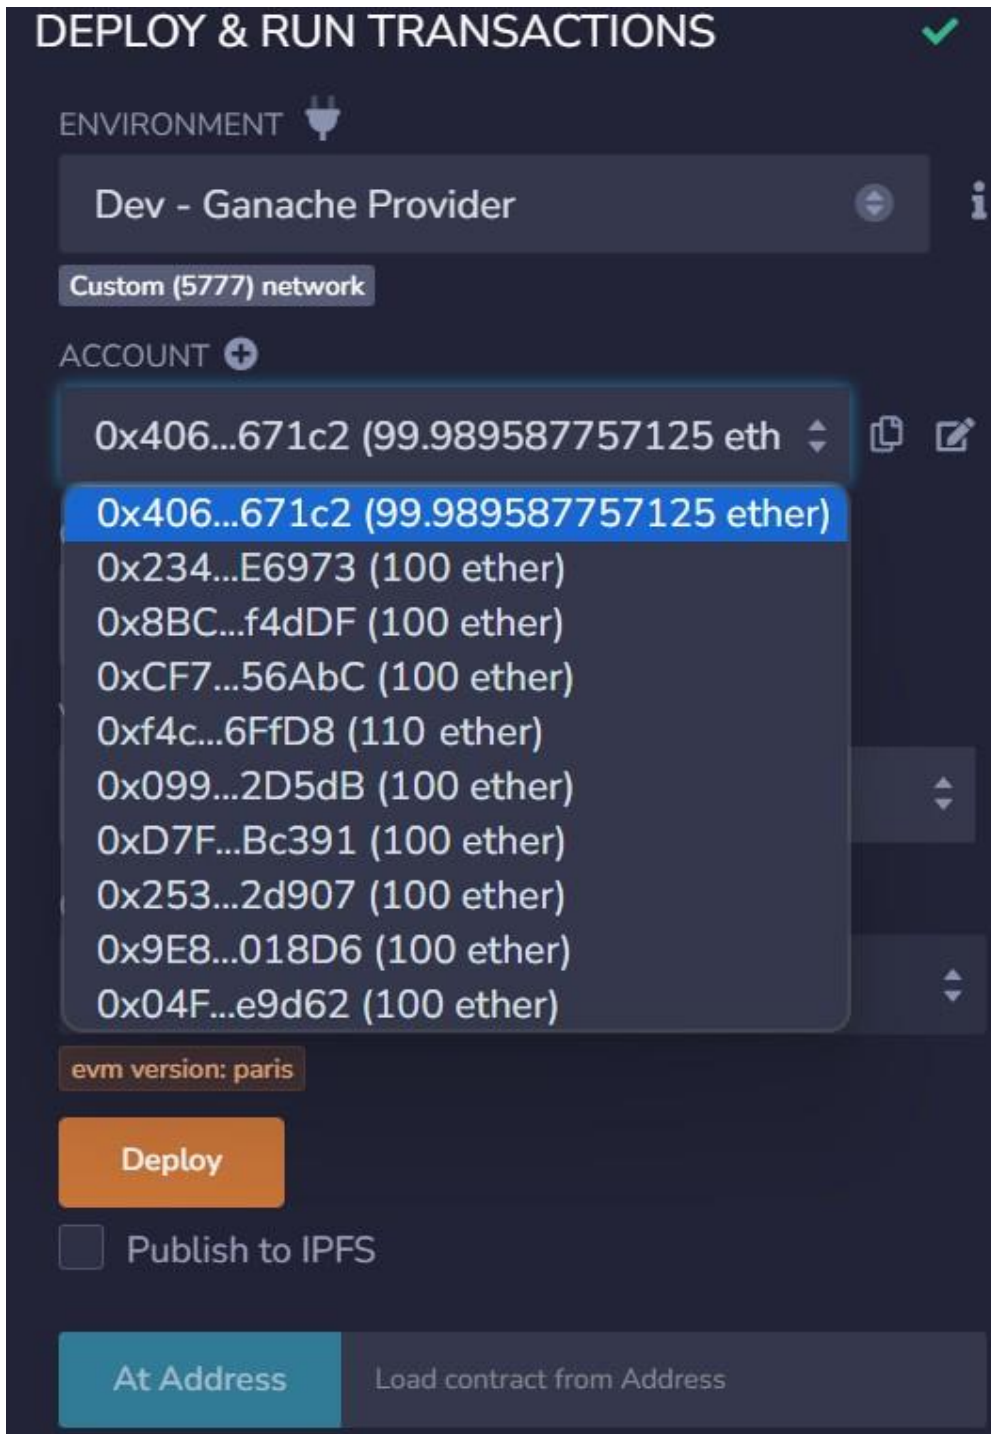 DEPLOY & RUN TRANSACTIONS
ENVIRONMENT
Dev - Ganache Provider
Custom (5777) network
ACCOUNT
0x406...671c2 (99.989587757125 eth
0x406...671c2 (99.989587757125 ether)
0x234...E6973 (100 ether)
0x8BC...f4dDF (100 ether)
0xCF7...56AbC (100 ether)
0xf4c...6FfD8 (110 ether)
0x099...2D5dB (100 ether)
0xD7F...Bc391 (100 ether)
0x253...2d907 (100 ether)
0x9E8...018D6 (100 ether)
0x04F...e9d62 (100 ether)
evm version: paris
Deploy
Publish to IPFS
At Address
Load contract from Address